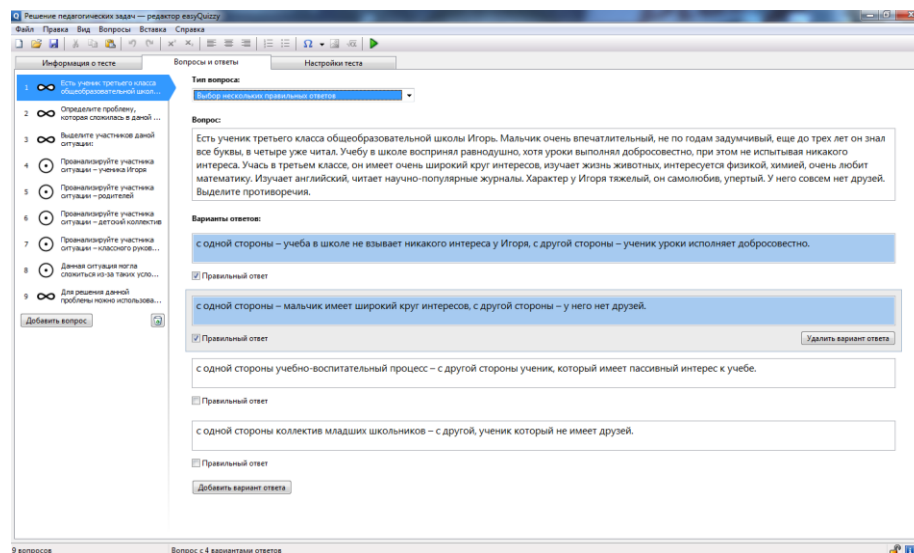 Решение педагогических задач — редактор easyQuizzy
Файл Правка Вид Вопросы Вставка Справка
Информация о тесте Вопросы и ответы Настройки теста
1 Есть ученик третьего класса
общеобразовательной школ...
2 Определите проблему,
которая сложилась в даной ...
3 Выделите участников даной
ситуации:
4 Проанализируйте участника
ситуации – ученика Игоря
5 Проанализируйте участника
ситуации – родителей
6 Проанализируйте участника
ситуации – детский коллектив
7 Проанализируйте участника
ситуации – классного руков...
8 Данная ситуация могла
сложиться из-за таких усло...
9 Для решения данной
проблемы можно использова...
Добавить вопрос
Тип вопроса:
Выбор нескольких правильных ответов
Вопрос:
Есть ученик третьего класса общеобразовательной школы Игорь. Мальчик очень впечатлительный, не по годам задумчивый, еще до трех лет он знал
все буквы, в четыре уже читал. Учебу в школе воспринял равнодушно, хотя уроки выполнял добросовестно, при этом не испытывая никакого
интереса. Учась в третьем классе, он имеет очень широкий круг интересов, изучает жизнь животных, интересуется физикой, химией, очень любит
математику. Изучает английский, читает научно-популярные журналы. Характер у Игоря тяжелый, он самолюбив, упертый. У него совсем нет друзей.
Выделите противоречия.
Варианты ответов:
с одной стороны – учеба в школе не взывает никакого интереса у Игоря, с другой стороны – ученик уроки исполняет добросовестно.
Правильный ответ
с одной стороны – мальчик имеет широкий круг интересов, с другой стороны – у него нет друзей.
Правильный ответ Удалить вариант ответа
с одной стороны учебно-воспитательный процесс – с другой стороны ученик, который имеет пассивный интерес к учебе.
Правильный ответ
с одной стороны коллектив младших школьников – с другой, ученик который не имеет друзей.
Правильный ответ
Добавить вариант ответа
9 вопросов Вопрос с 4 вариантами ответов